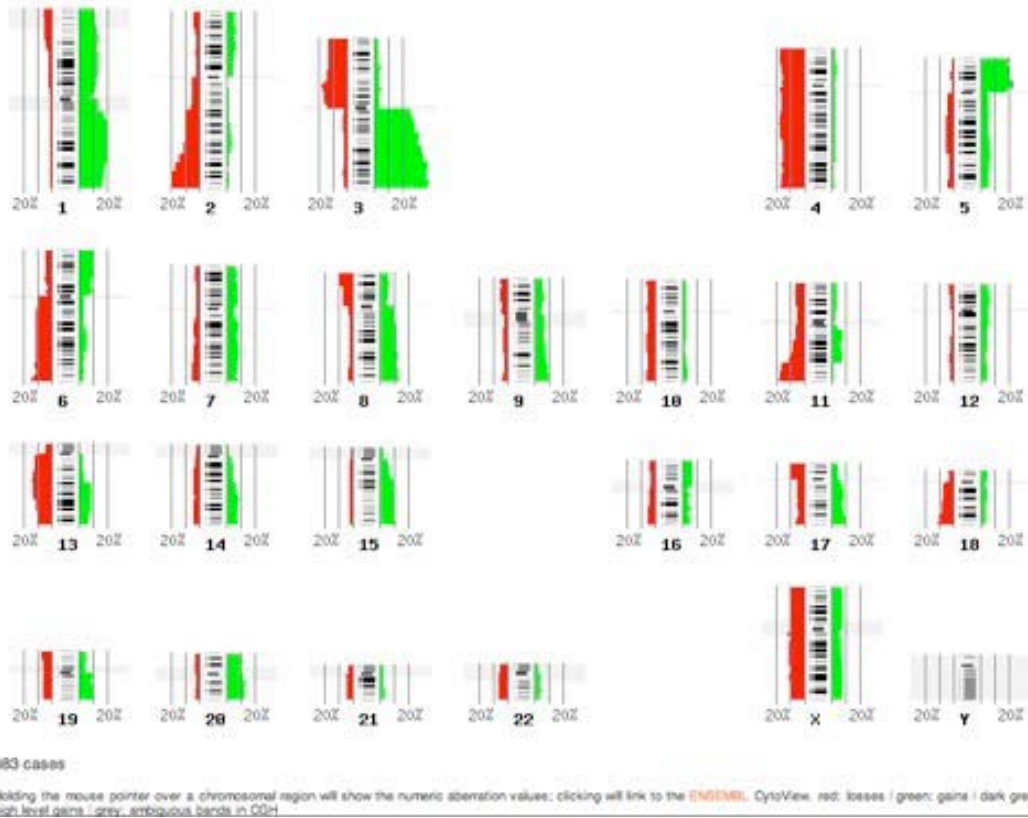 20% 1 20%
20% 2 20%
20% 3 20%
20% 4 20%
20% 5 20%
20% 6 20%
20% 7 20%
20% 8 20%
20% 9 20%
20% 10 20%
20% 11 20%
20% 12 20%
20% 13 20%
20% 14 20%
20% 15 20%
20% 16 20%
20% 17 20%
20% 18 20%
20% 19 20%
20% 20 20%
20% 21 20%
20% 22 20%
20% X 20%
20% Y 20%
83 cases
olding the mouse pointer over a chromosomal region will show the numeric aberration values; clicking will link to the ENSEMBL CytoView. red: losses | green: gains | dark gre
igh level gains | grey: ambiguous bands in CGH